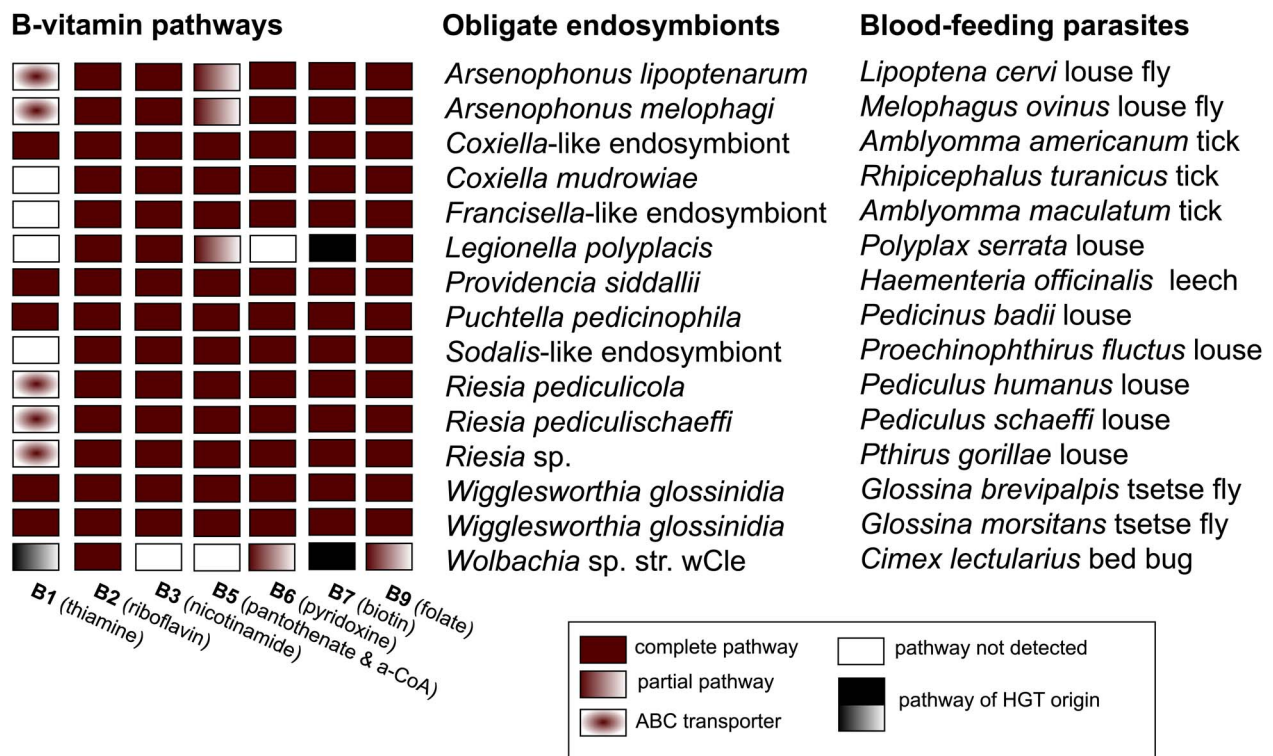 B-vitamin pathways Obligate endosymbionts Blood-feeding parasites
Arsenophonus lipoptenarum Lipoptena cervi louse fly
Arsenophonus melophagi Melophagus ovinus louse fly
Coxiella-like endosymbiont Amblyomma americanum tick
Coxiella mudrowiae Rhipicephalus turanicus tick
Francisella-like endosymbiont Amblyomma maculatum tick
Legionella polyplacis Polyplax serrata louse
Providencia siddallii Haementeria officinalis leech
Puchtella pedicinophila Pedicinus badii louse
Sodalis-like endosymbiont Proechinophthirus fluctus louse
Riesia pediculicola Pediculus humanus louse
Riesia pediculischaeffi Pediculus schaeffi louse
Riesia sp. Pthirus gorillae louse
Wigglesworthia glossinidia Glossina brevipalpis tsetse fly
Wigglesworthia glossinidia Glossina morsitans tsetse fly
Wolbachia sp. str. wCle Cimex lectularius bed bug
B1 (thiamine)
B2 (riboflavin)
B3 (nicotinamide)
B5 (pantothenate & a-CoA)
B6 (pyridoxine)
B7 (biotin)
B9 (folate)
complete pathway
partial pathway
ABC transporter
pathway not detected
pathway of HGT origin